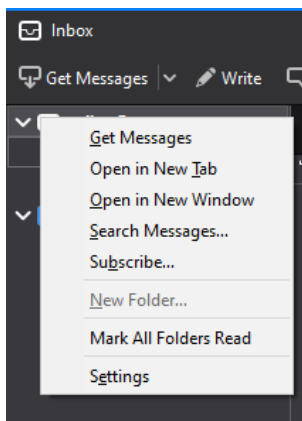 Inbox
Get Messages Write
Get Messages
Open in New Tab
Open in New Window
Search Messages...
Subscribe...
New Folder...
Mark All Folders Read
Settings